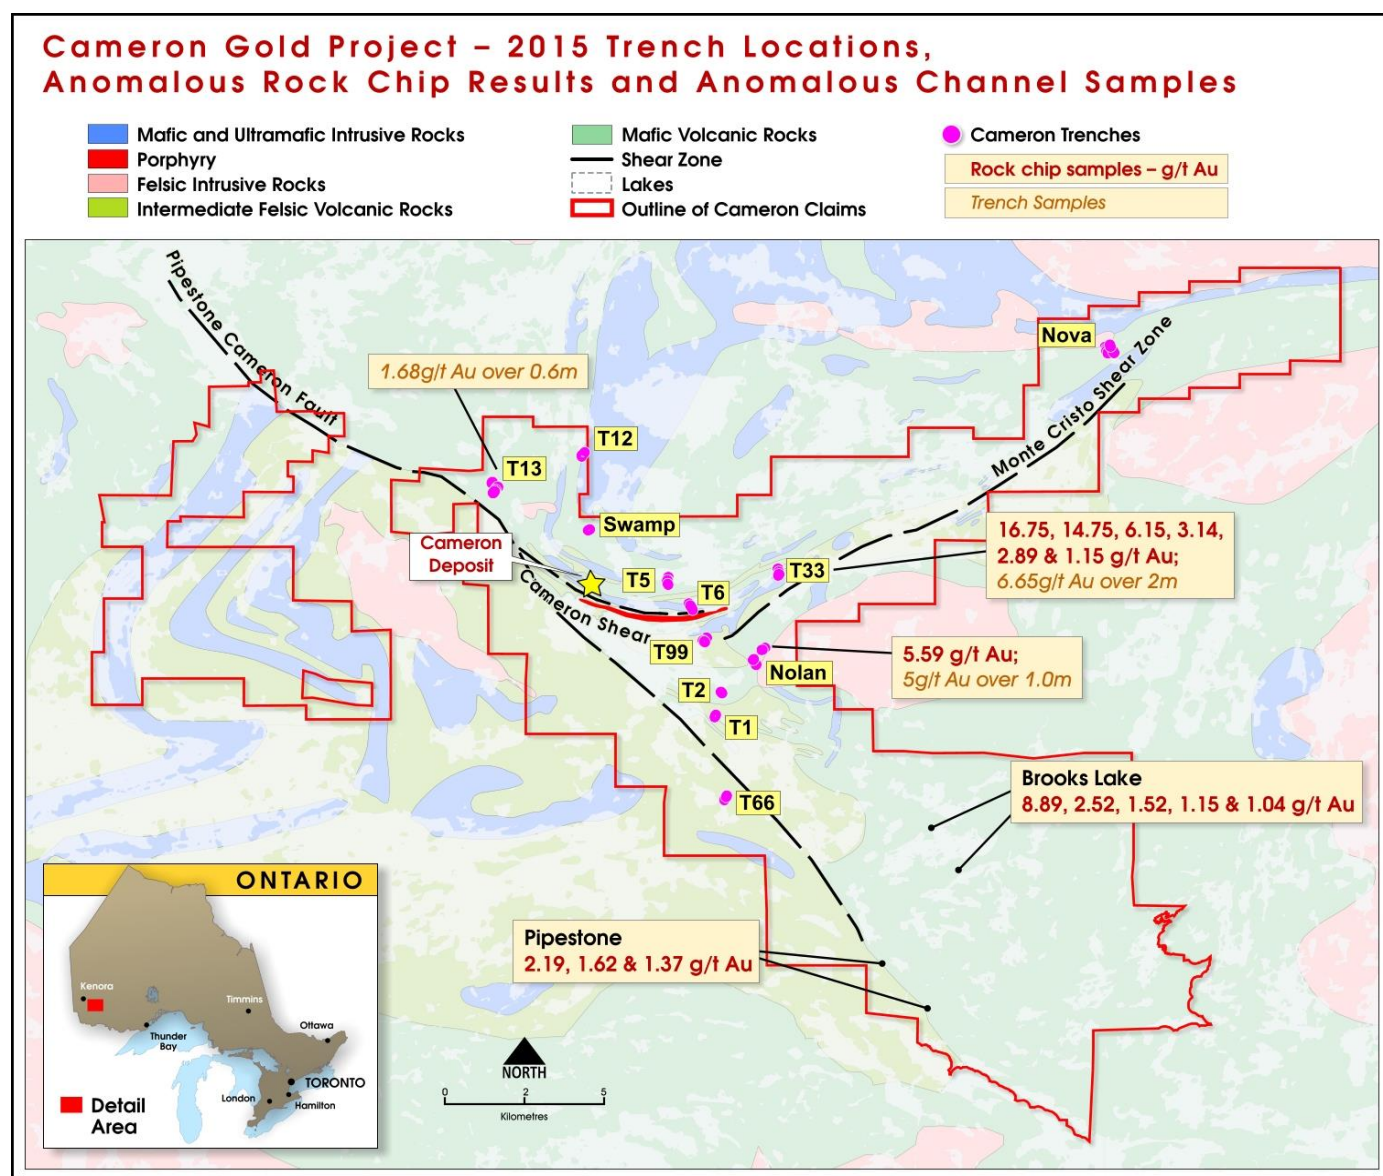 Cameron Gold Project – 2015 Trench Locations,
Anomalous Rock Chip Results and Anomalous Channel Samples
Mafic and Ultramafic Intrusive Rocks
Porphyry
Felsic Intrusive Rocks
Intermediate Felsic Volcanic Rocks
Mafic Volcanic Rocks
Shear Zone
Lakes
Outline of Cameron Claims
Cameron Trenches
Rock chip samples – g/t Au
Trench Samples
Pipestone Cameron Fault
Nova
Monte Cristo Shear Zone
1.68g/t Au over 0.6m
T12
T13
Swamp
Cameron
Deposit
T5
T6
T33
16.75, 14.75, 6.15, 3.14,
2.89 & 1.15 g/t Au;
6.65g/t Au over 2m
Cameron Shear
T99
Nolan
5.59 g/t Au;
5g/t Au over 1.0m
T2
T1
T66
Brooks Lake
8.89, 2.52, 1.52, 1.15 & 1.04 g/t Au
Pipestone
2.19, 1.62 & 1.37 g/t Au
ONTARIO
Kenora
Timmins
Thunder
Bay
Ottawa
TORONTO
London
Hamilton
Detail
Area
NORTH
0 2 5
Kilometres